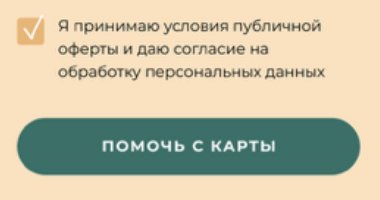 Я принимаю условия публичной
оферты и даю согласие на
обработку персональных данных
ПОМОЧЬ С КАРТЫ